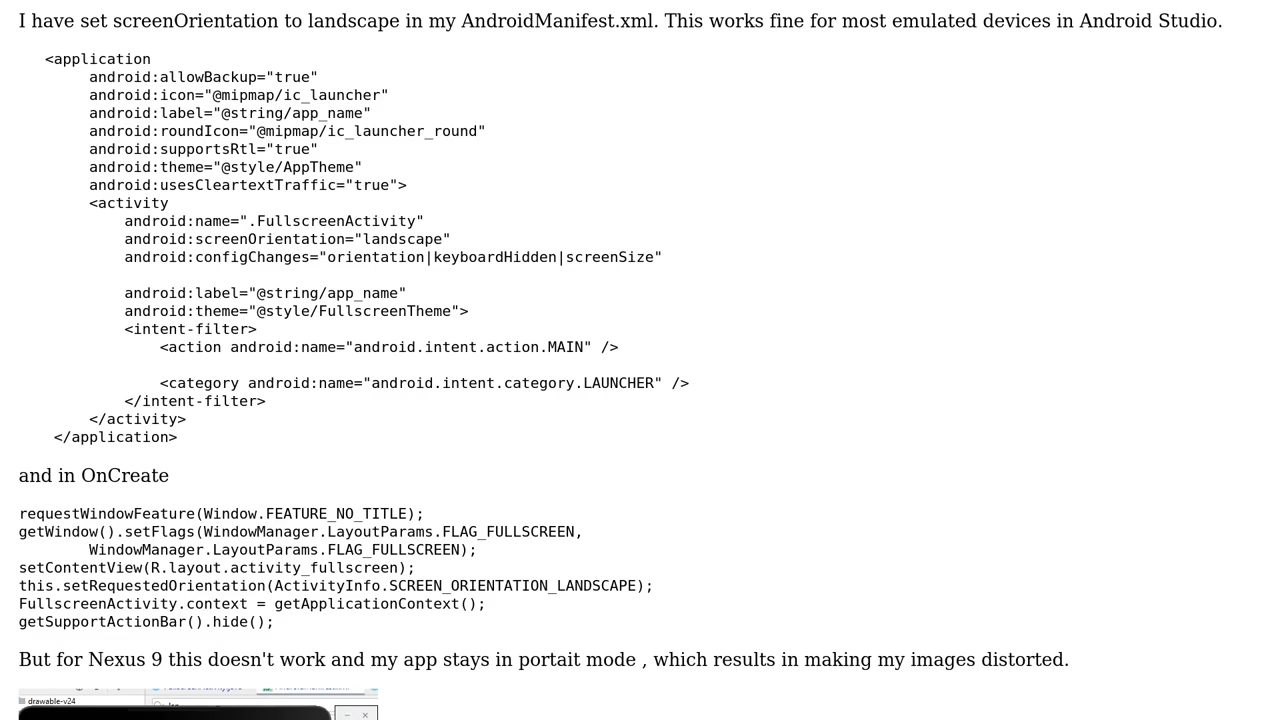 I have set screenOrientation to landscape in my AndroidManifest.xml. This works fine for most emulated devices in Android Studio.
<application
android:allowBackup="true"
android:icon="@mipmap/ic_launcher"
android:label="@string/app_name"
android:roundIcon="@mipmap/ic_launcher_round"
android:supportsRtl="true"
android:theme="@style/AppTheme"
android:usesCleartextTraffic="true">
<activity
android:name=".FullscreenActivity"
android:screenOrientation="landscape"
android:configChanges="orientation|keyboardHidden|screenSize"
android:label="@string/app_name"
android:theme="@style/FullscreenTheme">
<intent-filter>
<action android:name="android.intent.action.MAIN" />
<category android:name="android.intent.category.LAUNCHER" />
</intent-filter>
</activity>
</application>
and in OnCreate
requestWindowFeature(Window.FEATURE_NO_TITLE);
getWindow().setFlags(WindowManager.LayoutParams.FLAG_FULLSCREEN,
WindowManager.LayoutParams.FLAG_FULLSCREEN);
setContentView(R.layout.activity_fullscreen);
this.setRequestedOrientation(ActivityInfo.SCREEN_ORIENTATION_LANDSCAPE);
FullscreenActivity.context = getApplicationContext();
getSupportActionBar().hide();
But for Nexus 9 this doesn't work and my app stays in portait mode , which results in making my images distorted.
drawable-v24